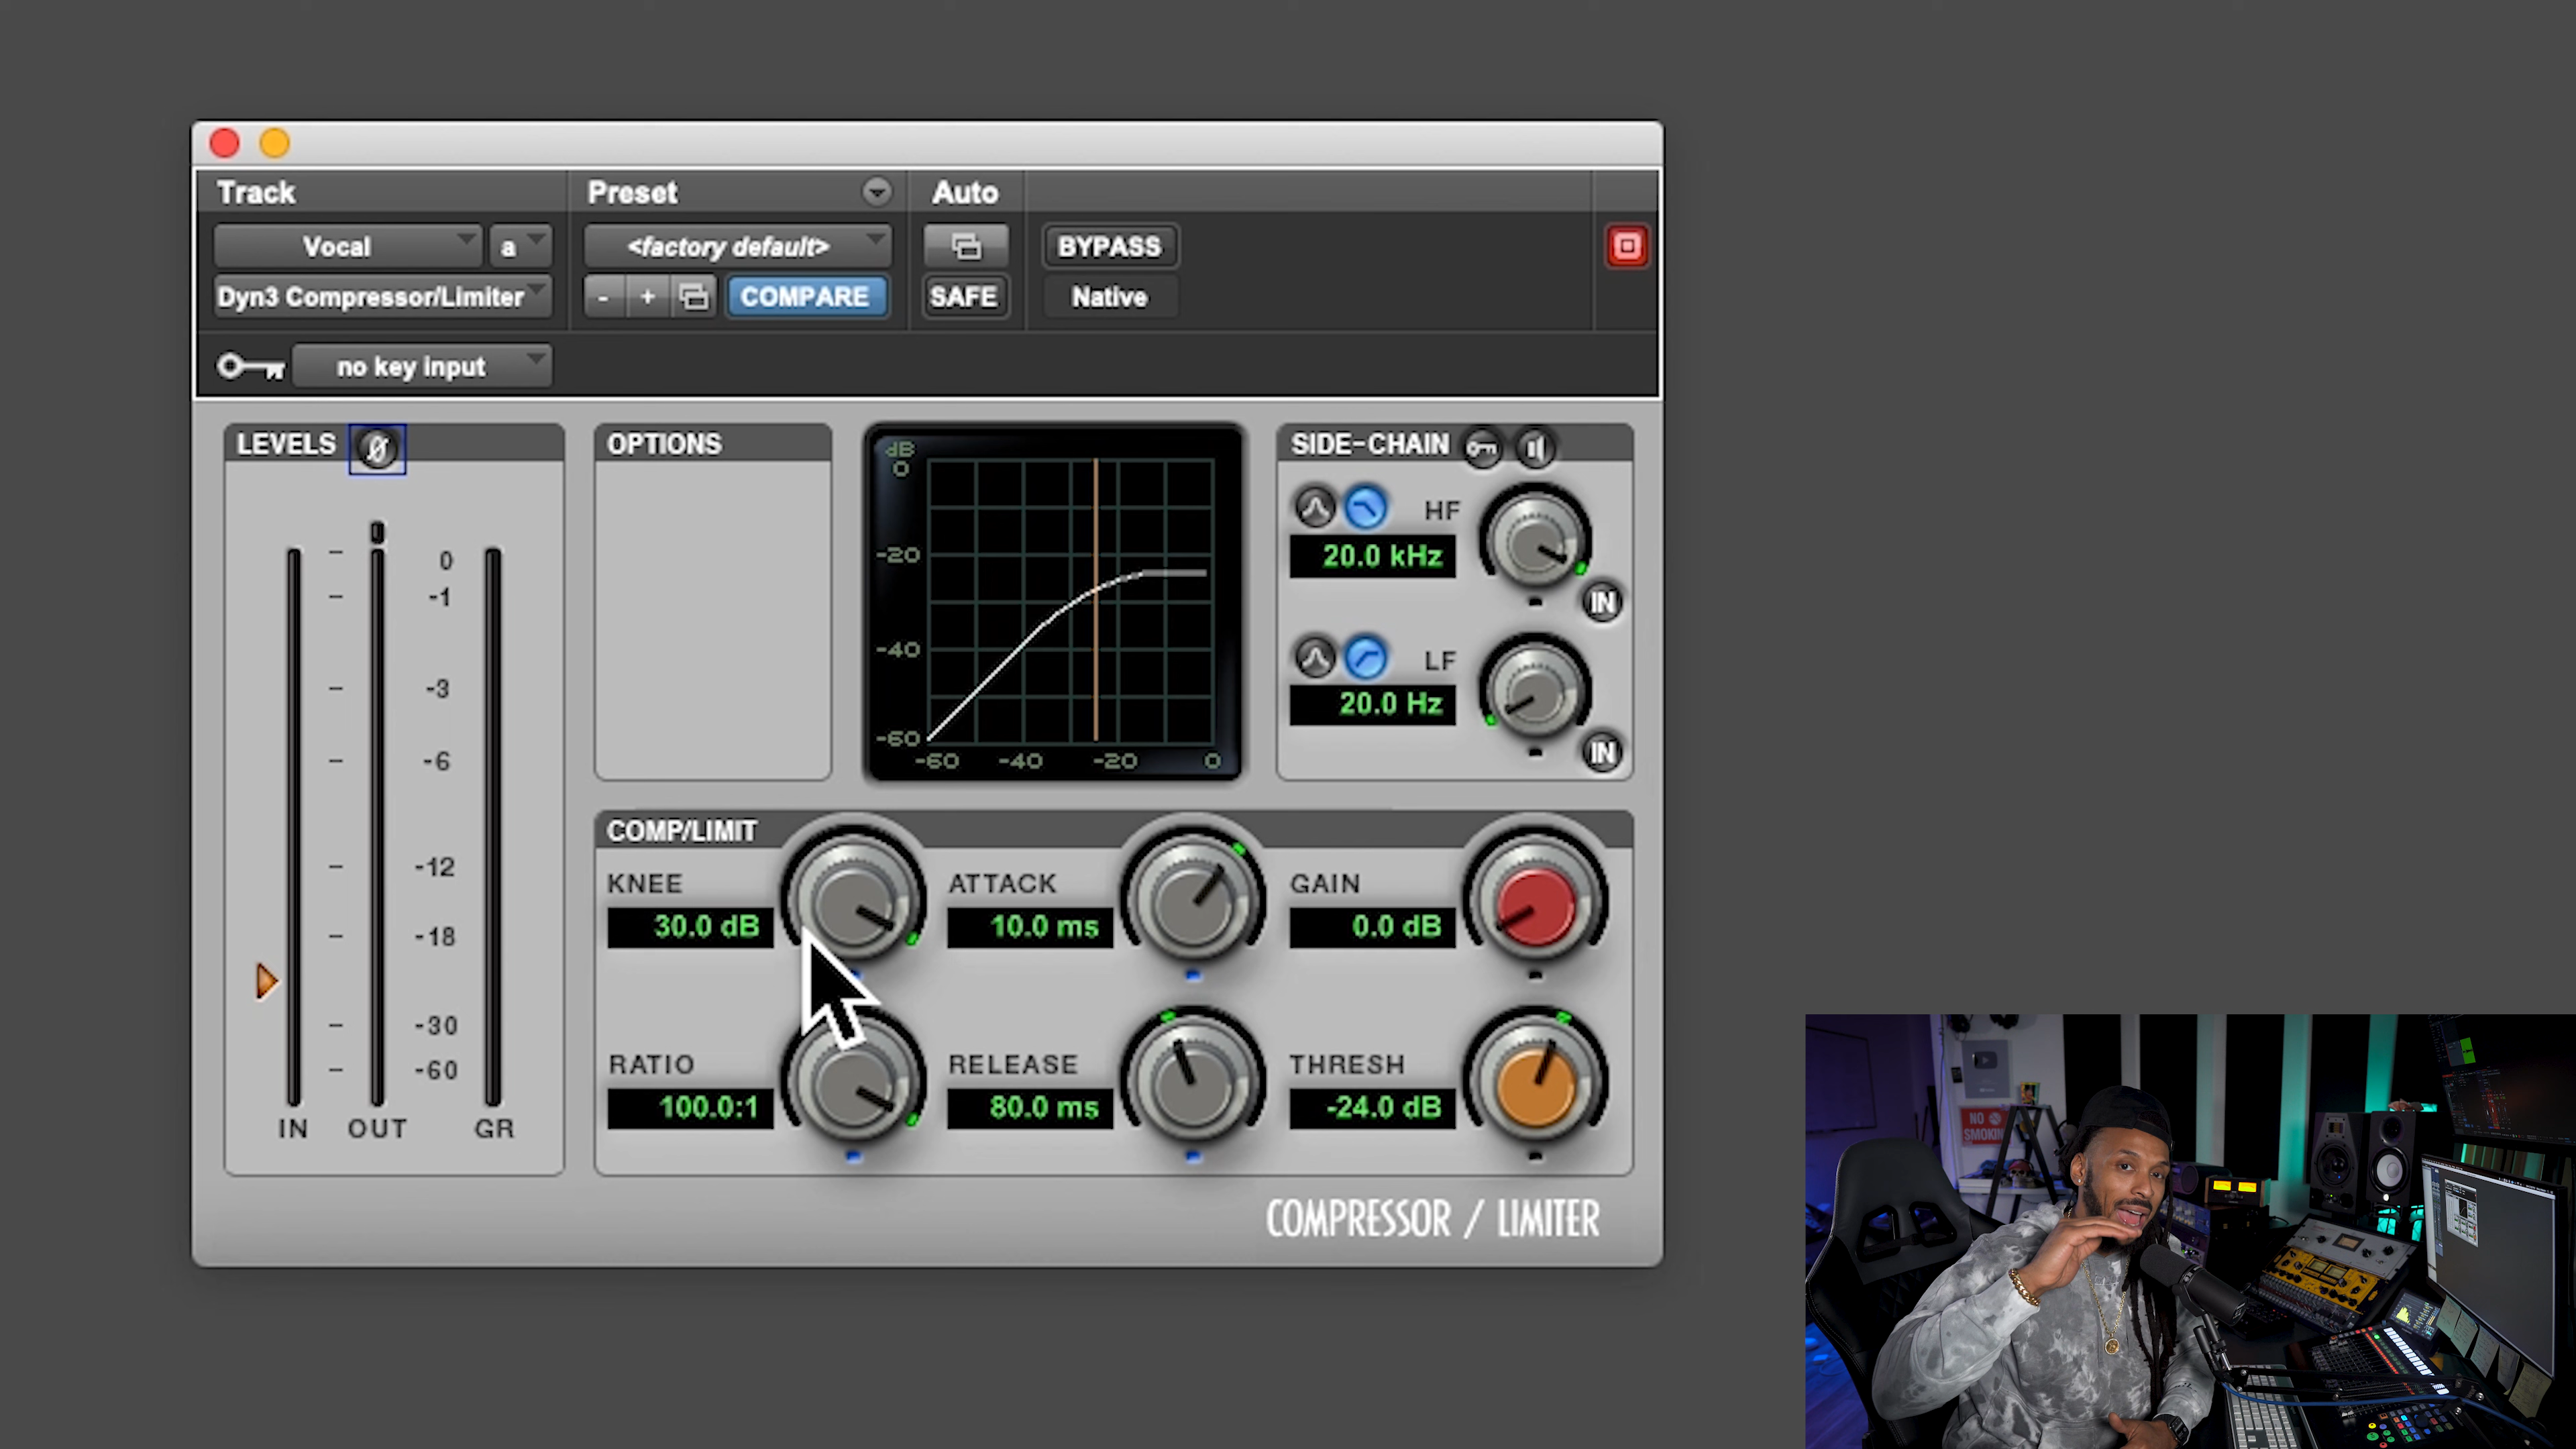 Track
Preset
Auto
Vocal
a
<factory default>
BYPASS
Dyn3 Compressor/Limiter
-
+
COMPARE
SAFE
Native
no key input
LEVELS
Ø
OPTIONS
dB
0
-20
-40
-60
-60 -40 -20 0
SIDE-CHAIN
HF
20.0 kHz
IN
LF
20.0 Hz
IN
0
-1
-3
-6
-12
-18
-30
-60
IN OUT GR
COMP/LIMIT
KNEE
30.0 dB
ATTACK
10.0 ms
GAIN
0.0 dB
RATIO
100.0:1
RELEASE
80.0 ms
THRESH
-24.0 dB
COMPRESSOR / LIMITER
NO
SMOKING